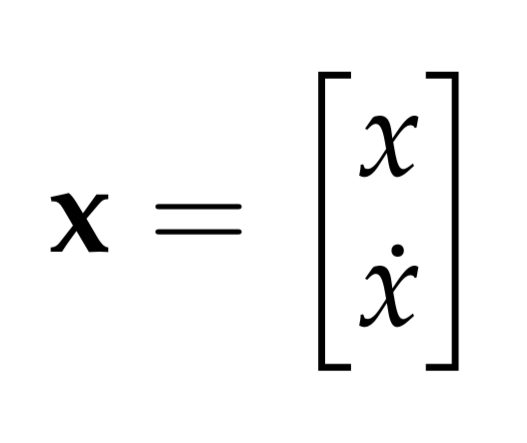 𝐱 = [
x
ẋ
]